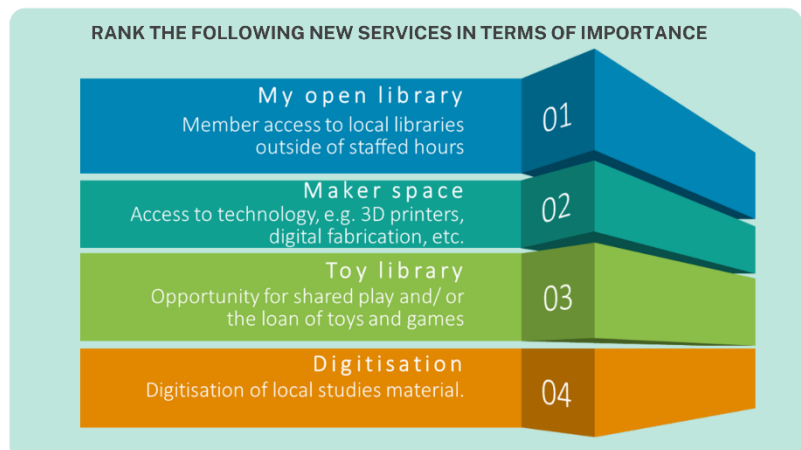 RANK THE FOLLOWING NEW SERVICES IN TERMS OF IMPORTANCE
My open library
Member access to local libraries
outside of staffed hours
01
Maker space
Access to technology, e.g. 3D printers,
digital fabrication, etc.
02
Toy library
Opportunity for shared play and/ or
the loan of toys and games
03
Digitisation
Digitisation of local studies material.
04